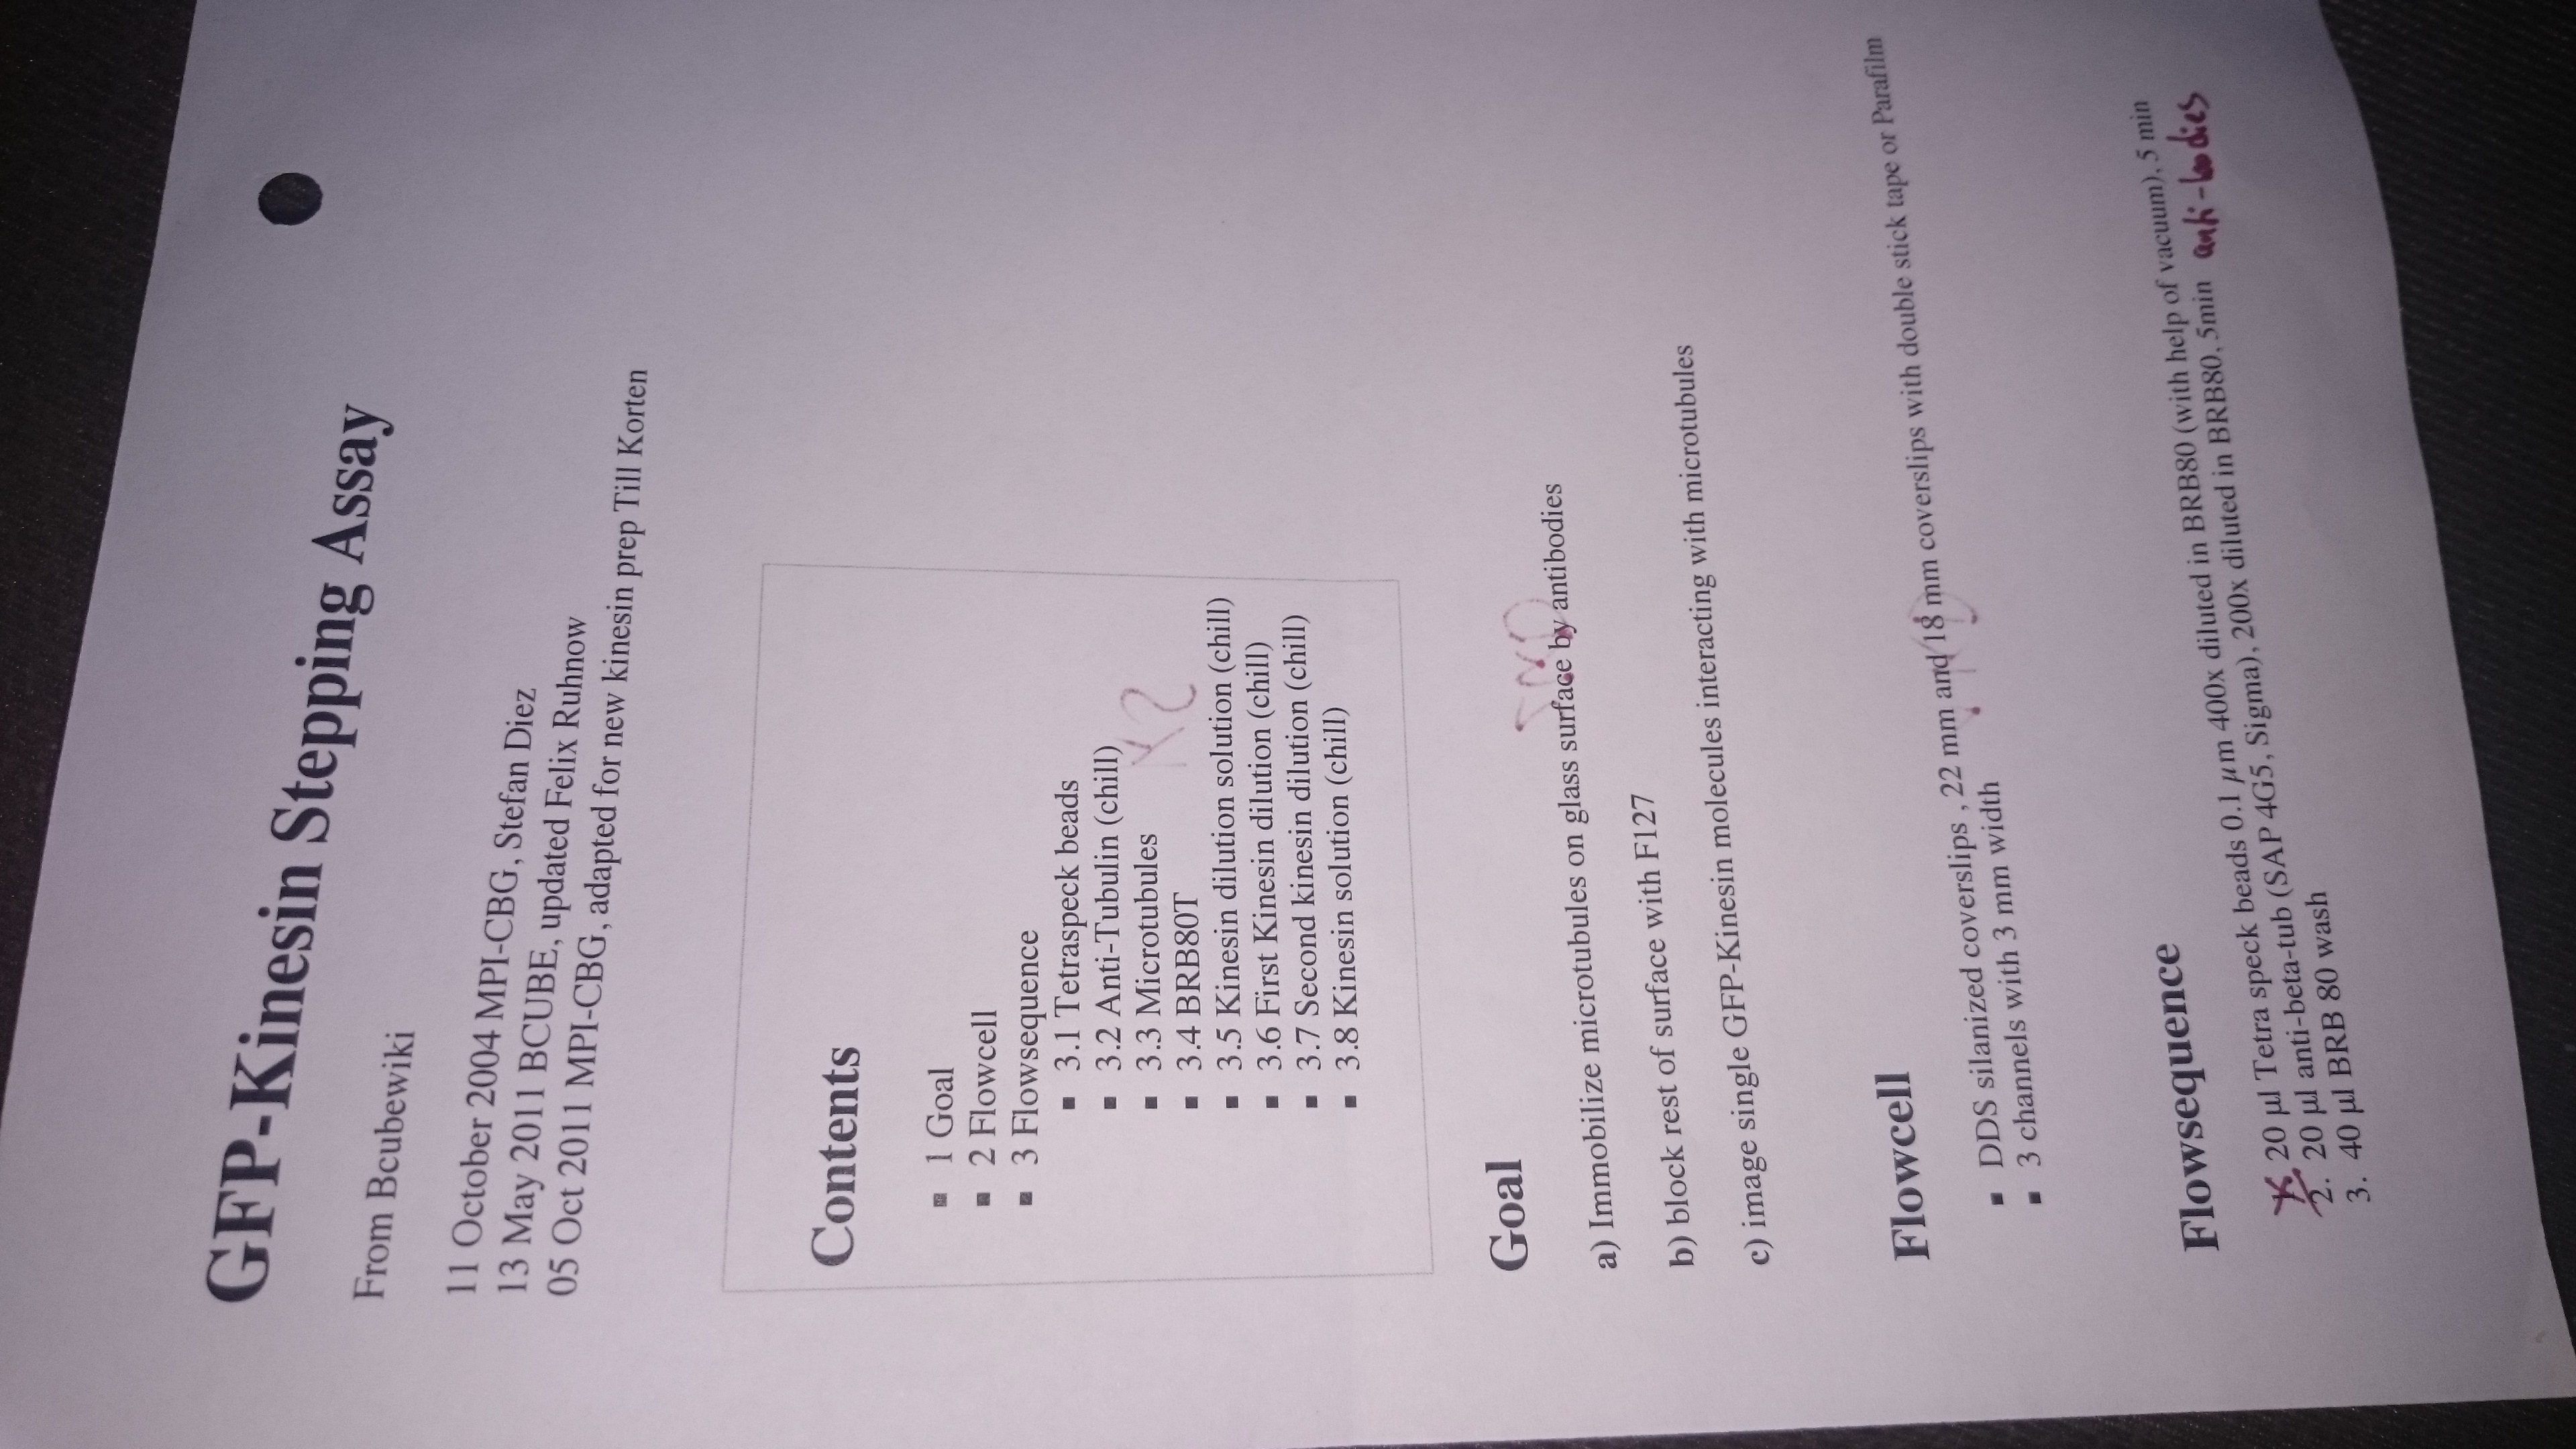 GFP-Kinesin Stepping Assay
From Bcubewiki
11 October 2004 MPI-CBG, Stefan Diez
13 May 2011 BCUBE, updated Felix Ruhnow
05 Oct 2011 MPI-CBG, adapted for new kinesin prep Till Korten
Contents
▪ 1 Goal
▪ 2 Flowcell
▪ 3 Flowsequence
▪ 3.1 Tetraspeck beads
▪ 3.2 Anti-Tubulin (chill)
▪ 3.3 Microtubules
▪ 3.4 BRB80T
▪ 3.5 Kinesin dilution solution (chill)
▪ 3.6 First Kinesin dilution (chill)
▪ 3.7 Second kinesin dilution (chill)
▪ 3.8 Kinesin solution (chill)
Goal
a) Immobilize microtubules on glass surface by antibodies
b) block rest of surface with F127
c) image single GFP-Kinesin molecules interacting with microtubules
Flowcell
▪ DDS silanized coverslips , 22 mm and 18 mm coverslips with double stick tape or Parafilm
▪ 3 channels with 3 mm width
Flowsequence
1. 20 µl Tetra speck beads 0.1 µm 400x diluted in BRB80 (with help of vacuum), 5 min
2. 20 µl anti-beta-tub (SAP 4G5, Sigma), 200x diluted in BRB80, 5min anti-bodies
3. 40 µl BRB 80 wash